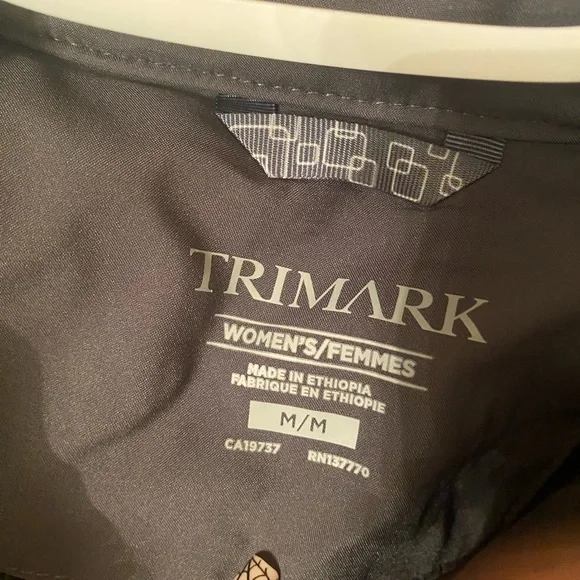 TRIMARK
WOMEN'S/FEMMES
MADE IN ETHIOPIA
FABRIQUE EN ETHIOPIE
M/M
CA19737 RN137770